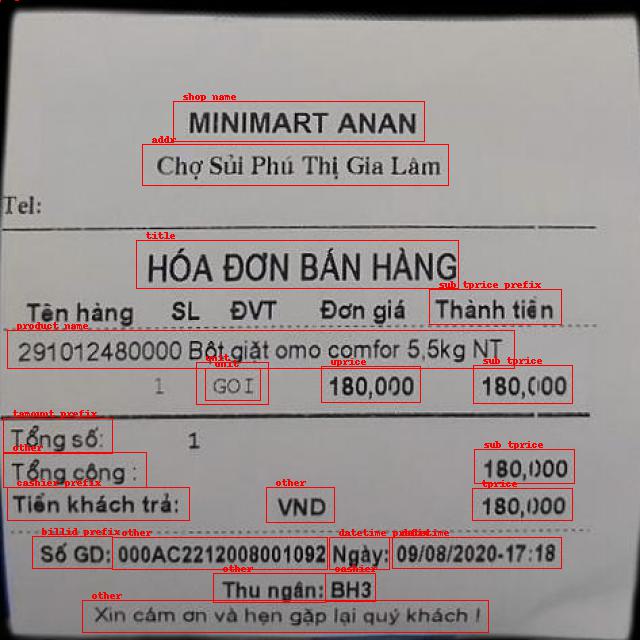 shop name
MINIMART ANAN
addr
Chợ Sủi Phú Thị Gia Lâm
Tel:
title
HÓA ĐƠN BÁN HÀNG
sub tprice prefix
Tên hàng SL ĐVT Đơn giá Thành tiền
product name
291012480000 Bột giặt omo comfor 5,5kg NT
unit uprice sub tprice
1 GOI 180,000 180,000
tamount prefix
Tổng số: 1
other sub tprice
Tổng cộng : 180,000
cashier prefix other tprice
Tiền khách trả: VND 180,000
billid prefix other datetime prefix
Số GD: 000AC2212008001092 Ngày: 09/08/2020-17:18
other cashier
Thu ngân: BH3
other
Xin cảm ơn và hẹn gặp lại quý khách !